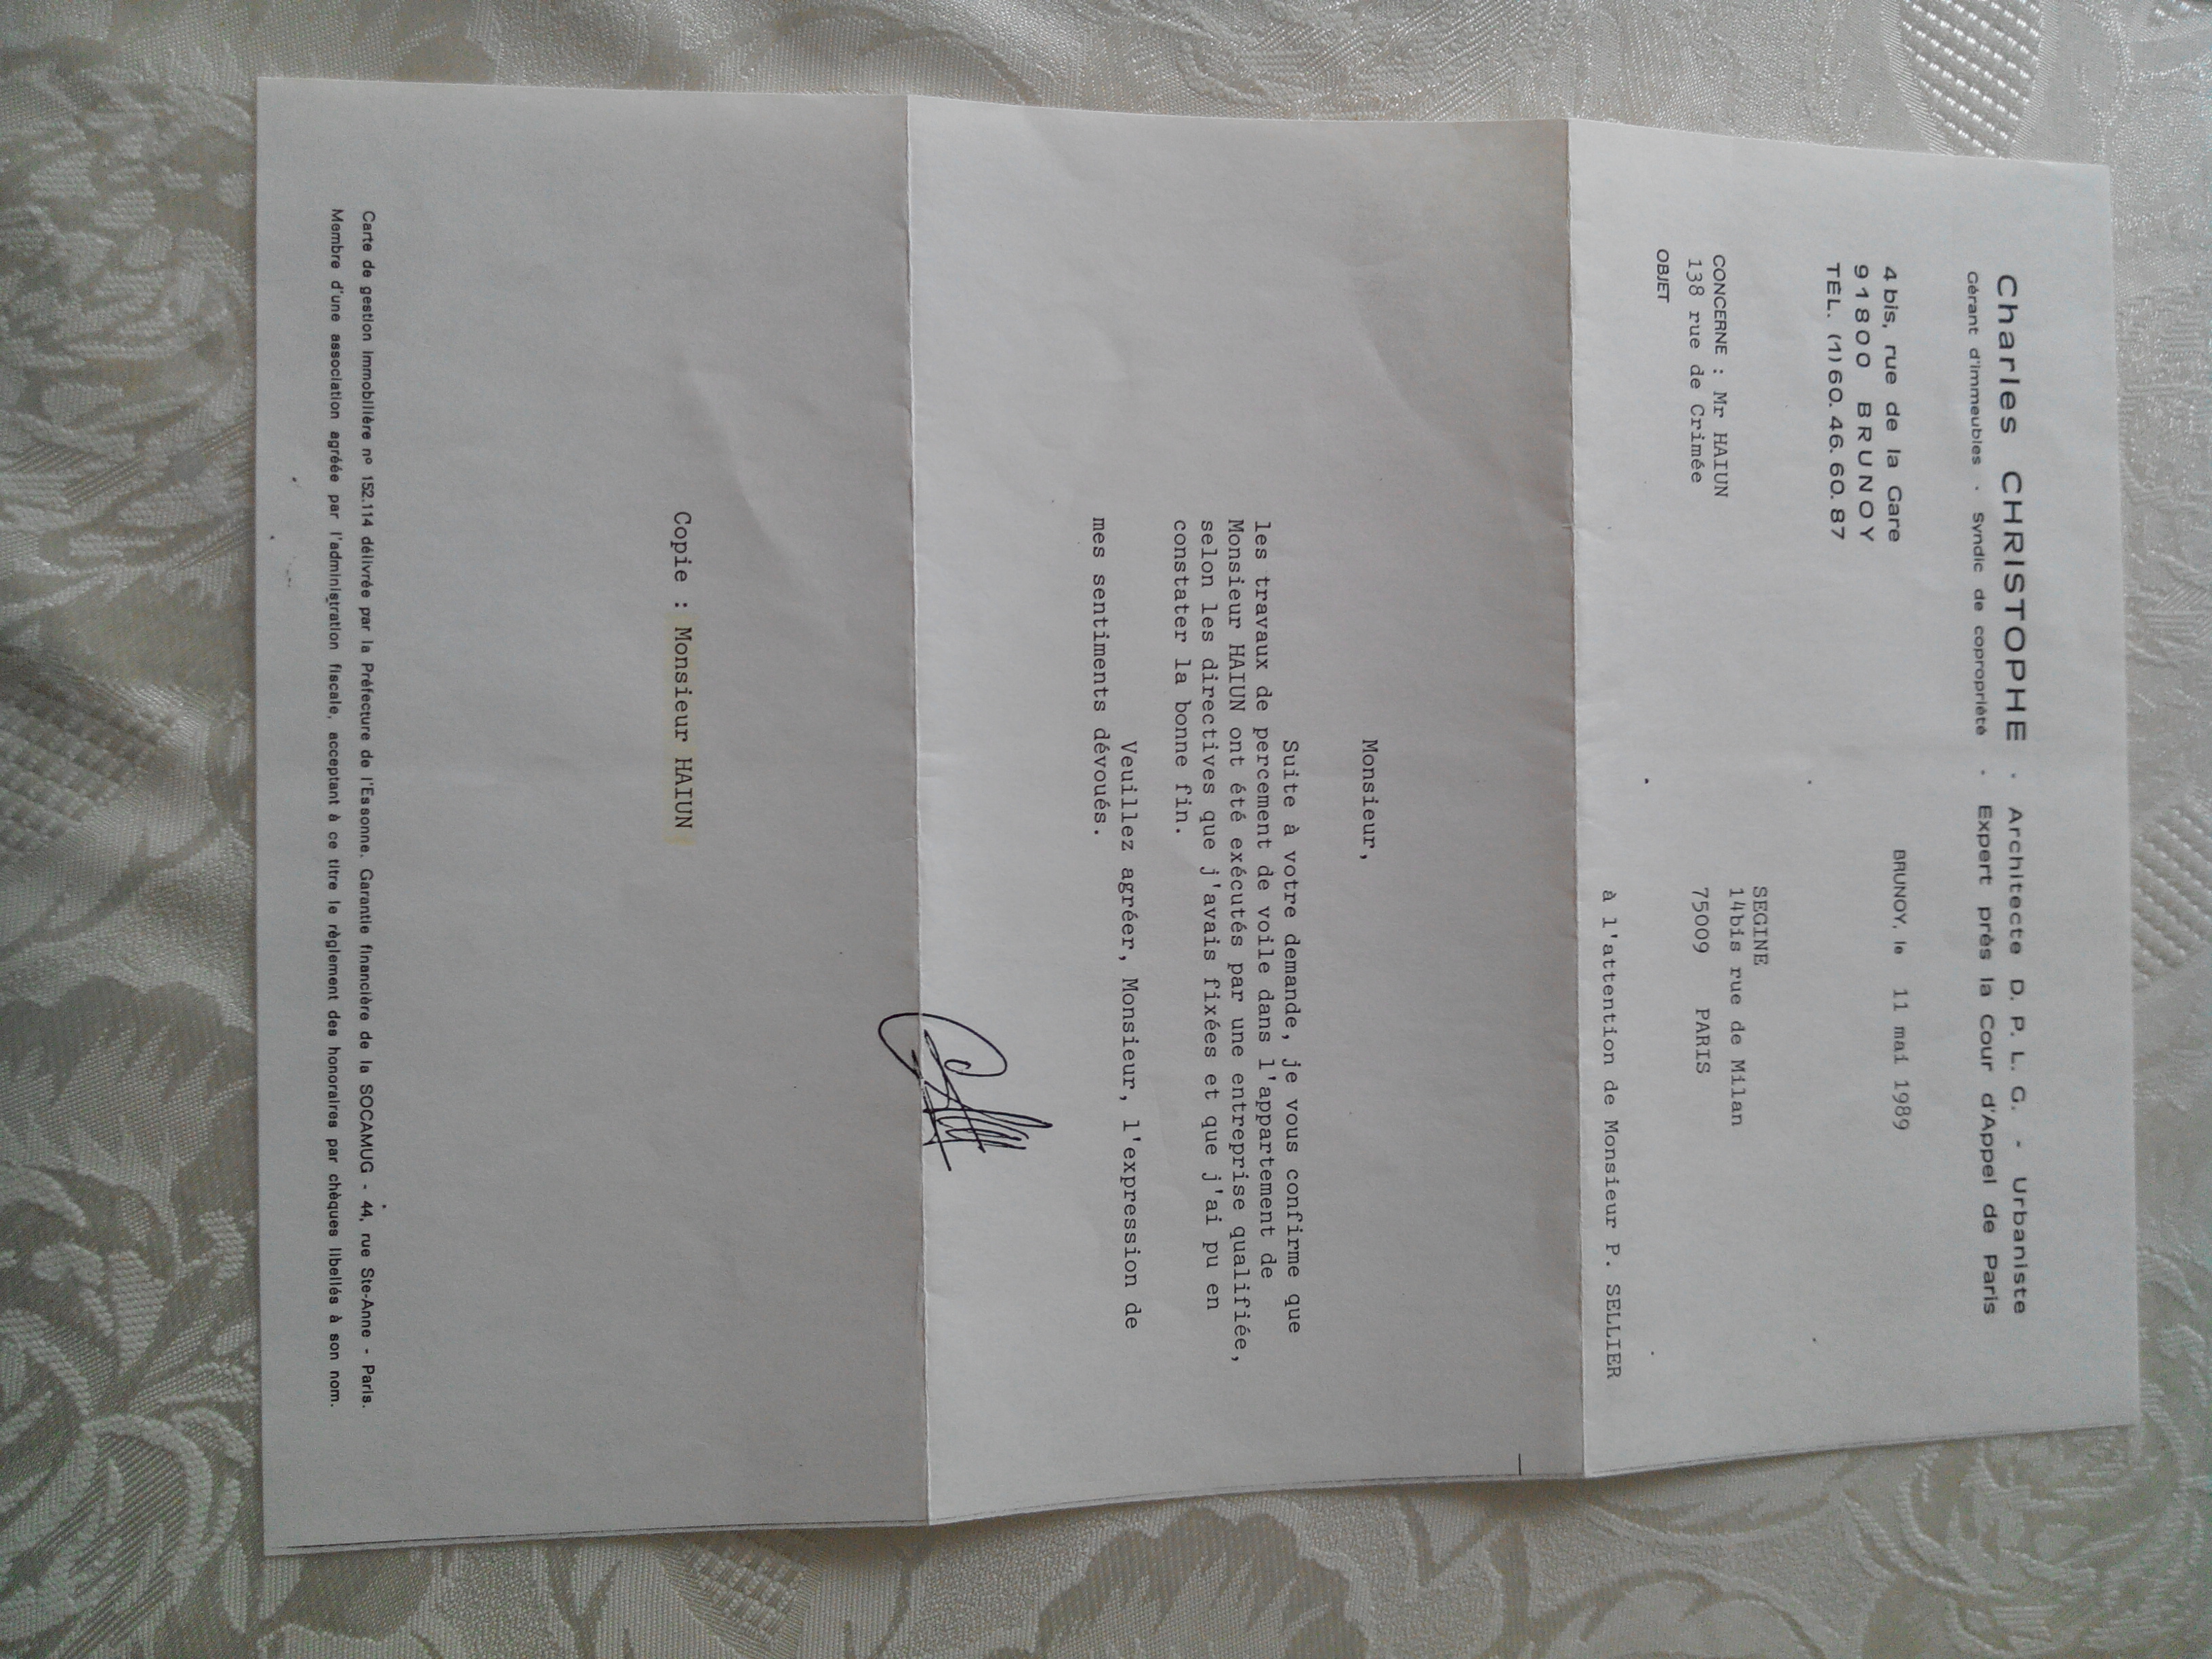 Charles CHRISTOPHE · Architecte D. P. L. G. - Urbaniste
Gérant d'immeubles · Syndic de copropriété · Expert près la Cour d'Appel de Paris
4 bis, rue de la Gare
91800 BRUNOY
TÉL. (1) 60. 46. 60. 87
BRUNOY, le 11 mai 1989
SEGINE
14bis rue de Milan
75009 PARIS
CONCERNE : Mr HAIUN
138 rue de Crimée
OBJET
à l'attention de Monsieur P. SELLIER
Monsieur,
Suite à votre demande, je vous confirme que
les travaux de percement de voile dans l'appartement de
Monsieur HAIUN ont été exécutés par une entreprise qualifiée,
selon les directives que j'avais fixées et que j'ai pu en
constater la bonne fin.
Veuillez agréer, Monsieur, l'expression de
mes sentiments dévoués.
Copie : Monsieur HAIUN
Carte de gestion immobilière nº 152.114 délivrée par la Préfecture de l'Essonne. Garantie financière de la SOCAMUG - 44, rue Ste-Anne - Paris.
Membre d'une association agréée par l'administration fiscale, acceptant à ce titre le règlement des honoraires par chèques libellés à son nom.